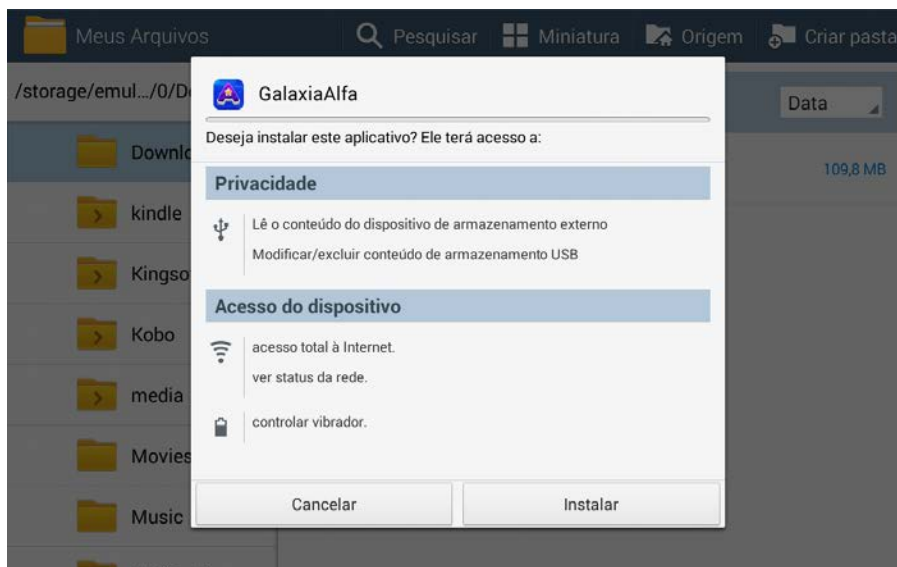 Meus Arquivos
Pesquisar
Miniatura
Origem
Criar pasta
/storage/emul.../0/D
GalaxiaAlfa
Data
Deseja instalar este aplicativo? Ele terá acesso a:
Downlo
109,8 MB
Privacidade
kindle
Lê o conteúdo do dispositivo de armazenamento externo
Modificar/excluir conteúdo de armazenamento USB
Kingso
Acesso do dispositivo
Kobo
acesso total à Internet.
ver status da rede.
media
controlar vibrador.
Movies
Cancelar
Instalar
Music